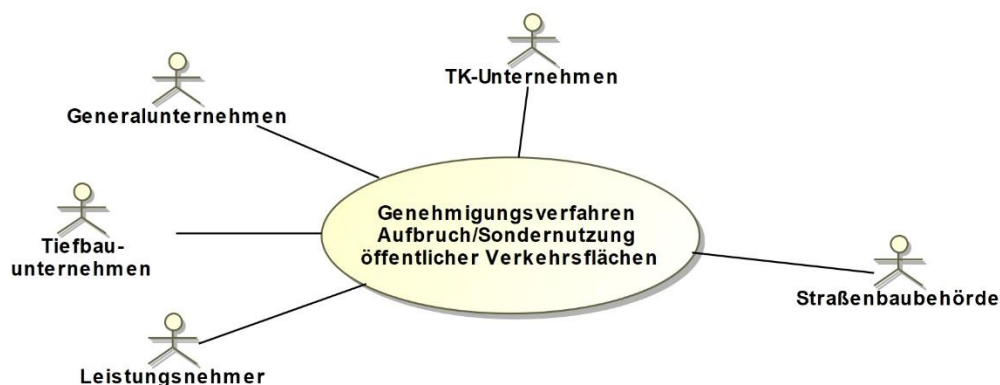 TK-Unternehmen
Generalunternehmen
Genehmigungsverfahren
Aufbruch/Sondernutzung
öffentlicher Verkehrsflächen
Tiefbau-
unternehmen
Straßenbaubehörde
Leistungsnehmer